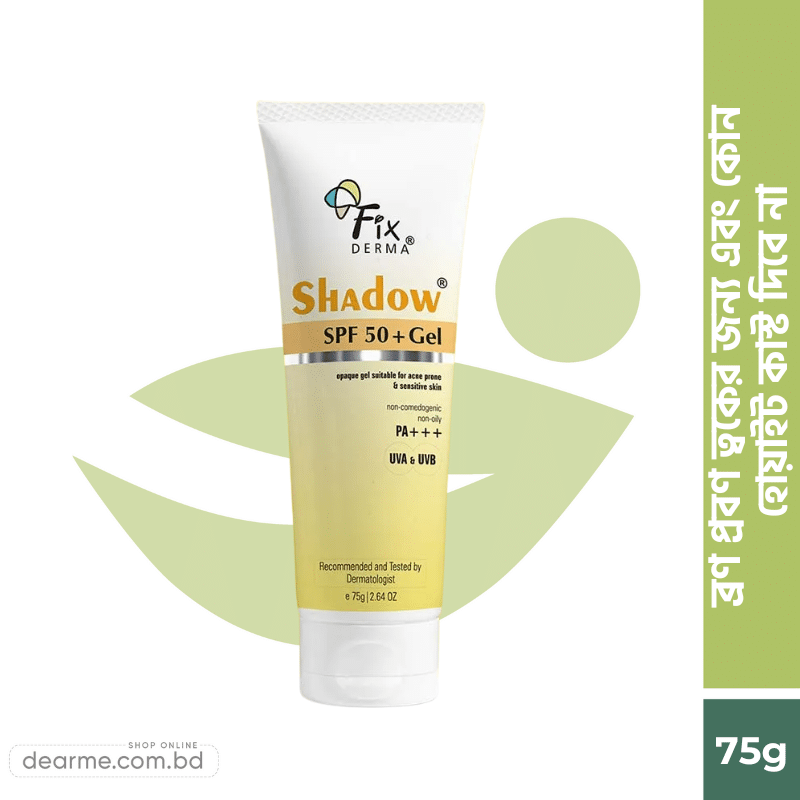 Fix
DERMA®
Shadow®
SPF 50+Gel
opaque gel suitable for acne prone
& sensitive skin
non-comedogenic
non-oily
PA+++
UVA & UVB
Recommended and Tested by
Dermatologist
e 75g | 2.64 OZ
ব্রণ প্রবণ ত্বকের জন্য এবং কোন
হোয়াইট কাষ্ট দিবে না
75g
SHOP ONLINE
dearme.com.bd